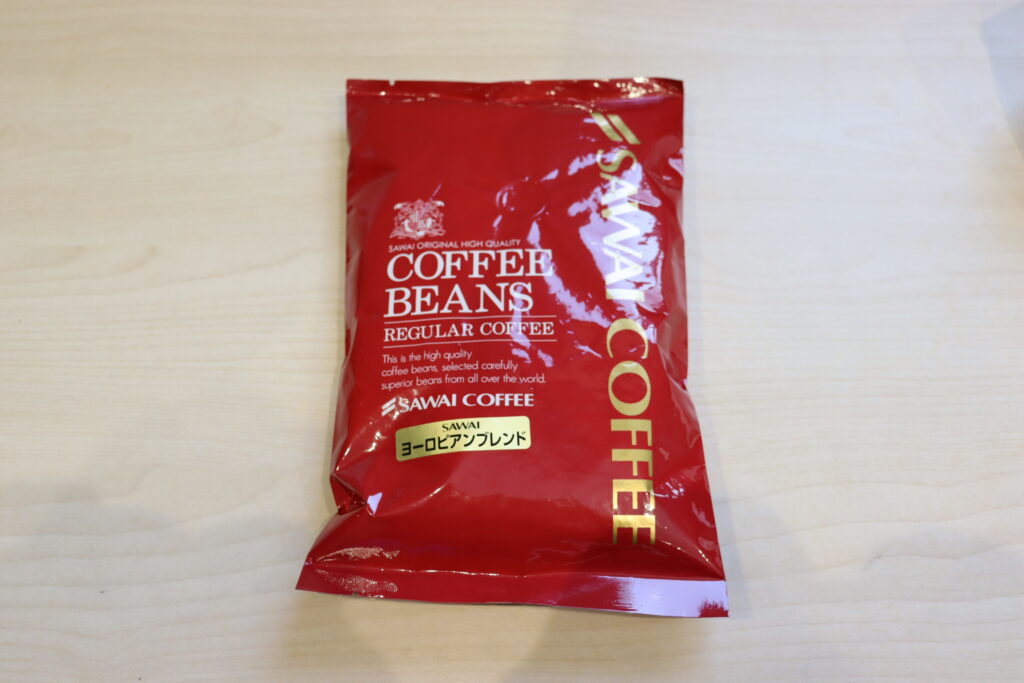 SAWAI ORIGINAL HIGH QUALITY
COFFEE
BEANS
REGULAR COFFEE
This is the high quality
coffee beans, selected carefully
superior beans from all over the world.
SAWAI COFFEE
SAWAI
ヨーロピアンブレンド
SAWAI COFFEE